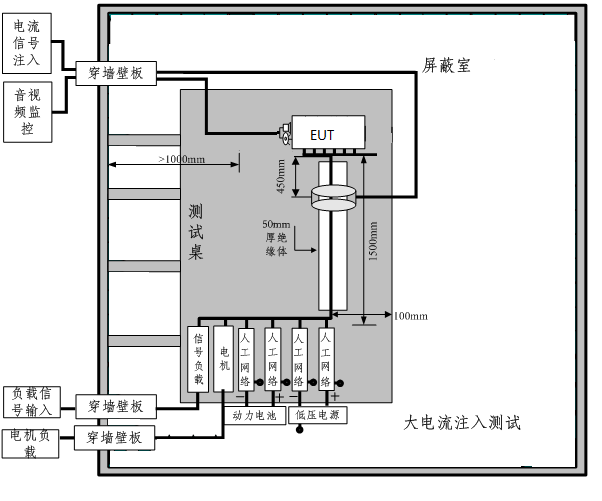 电流
信号
注入
穿墙壁板
音视
频监
控
屏蔽室
EUT
>1000mm
450mm
测
试
桌
50mm
厚绝
缘体
1500mm
100mm
信
号
负
载
电
机
人
工
网
络
人
工
网
络
人
工
网
络
人
工
网
络
− + − +
动力电池
低压电源
负载信
号输入
穿墙壁板
电机负
载
穿墙壁板
大电流注入测试